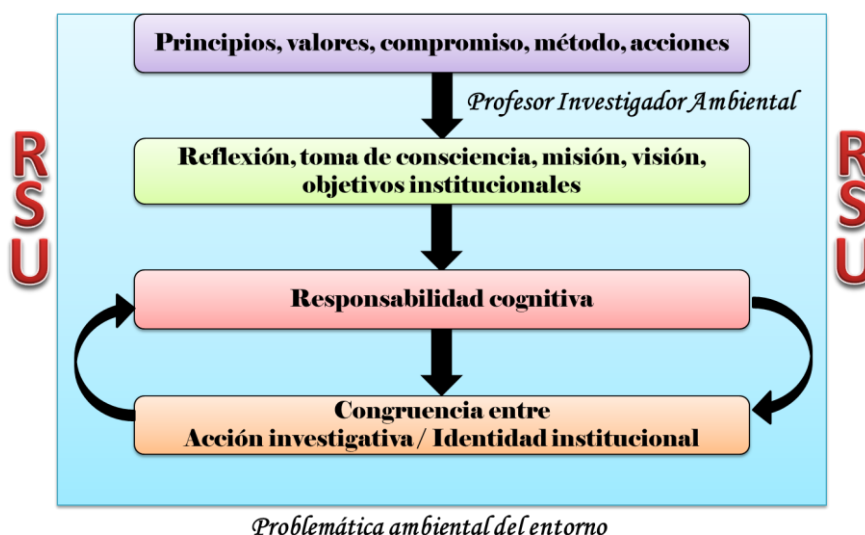 Principios, valores, compromiso, método, acciones
Profesor Investigador Ambiental
Reflexión, toma de consciencia, misión, visión,
objetivos institucionales
R
S
U
R
S
U
Responsabilidad cognitiva
Congruencia entre
Acción investigativa / Identidad institucional
Problemática ambiental del entorno